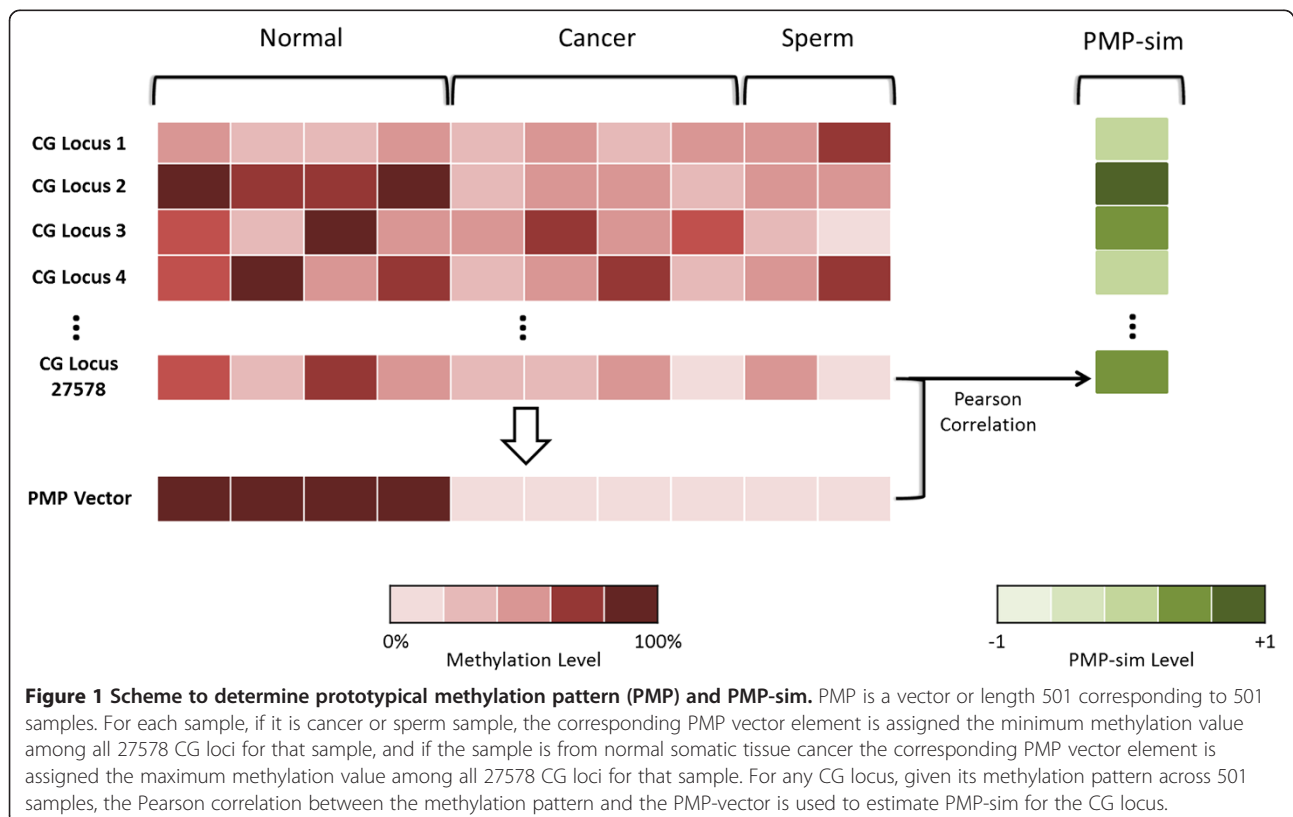 Normal Cancer Sperm PMP-sim
CG Locus 1
CG Locus 2
CG Locus 3
CG Locus 4
CG Locus
27578
Pearson
Correlation
PMP Vector
0% 100%
Methylation Level
-1 +1
PMP-sim Level
Figure 1 Scheme to determine prototypical methylation pattern (PMP) and PMP-sim. PMP is a vector or length 501 corresponding to 501
samples. For each sample, if it is cancer or sperm sample, the corresponding PMP vector element is assigned the minimum methylation value
among all 27578 CG loci for that sample, and if the sample is from normal somatic tissue cancer the corresponding PMP vector element is
assigned the maximum methylation value among all 27578 CG loci for that sample. For any CG locus, given its methylation pattern across 501
samples, the Pearson correlation between the methylation pattern and the PMP-vector is used to estimate PMP-sim for the CG locus.